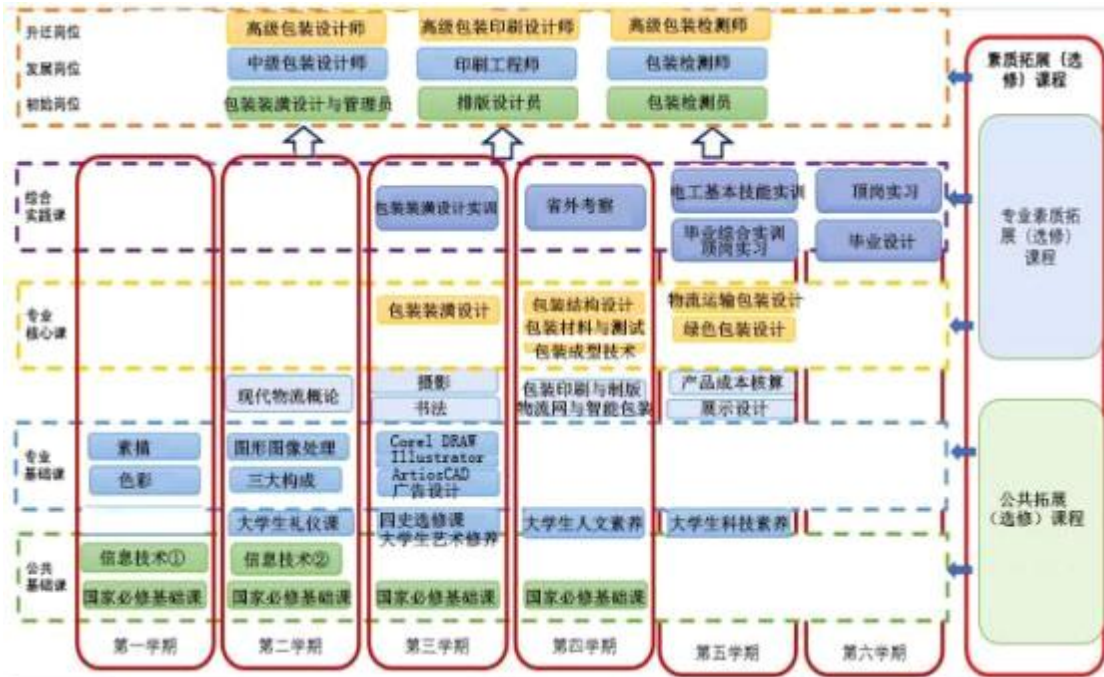 升迁岗位
高级包装设计师
高级包装印刷设计师
高级包装检测师
发展岗位
中级包装设计师
印刷工程师
包装检测师
初始岗位
包装装潢设计与管理员
排版设计员
包装检测员
素质拓展（选修）课程
综合
实践课
包装装潢设计实训
省外考察
电工基本技能实训
顶岗实习
毕业综合实训
顶岗实习
毕业设计
专业素质拓
展（选修）
课程
专业
核心课
包装装潢设计
包装结构设计
包装材料与测试
包装成型技术
物流运输包装设计
绿色包装设计
现代物流概论
摄影
书法
包装印刷与制版
物流网与智能包装
产品成本核算
展示设计
专业
基础课
素描
色彩
图形图像处理
三大构成
Corel DRAW
Illustrator
ArtiosCAD
广告设计
公共拓展
（选修）课程
大学生礼仪课
四史选修课
大学生艺术修养
大学生人文素养
大学生科技素养
公共
基础课
信息技术①
信息技术②
国家必修基础课
国家必修基础课
国家必修基础课
国家必修基础课
第一学期
第二学期
第三学期
第四学期
第五学期
第六学期